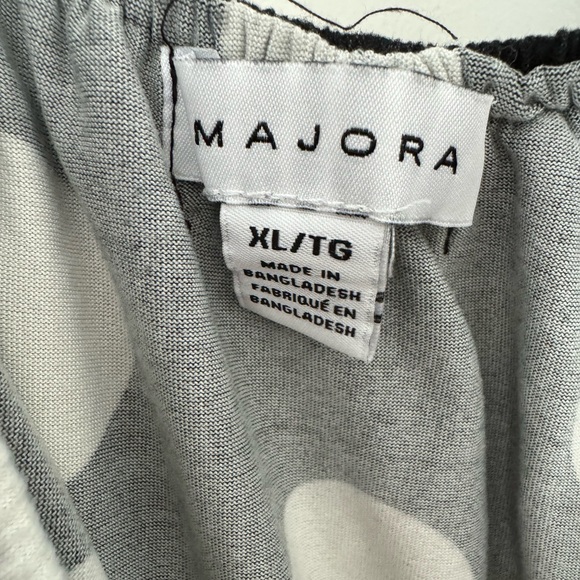 MAJORA
XL/TG
MADE IN
BANGLADESH
FABRIQUÉ EN
BANGLADESH